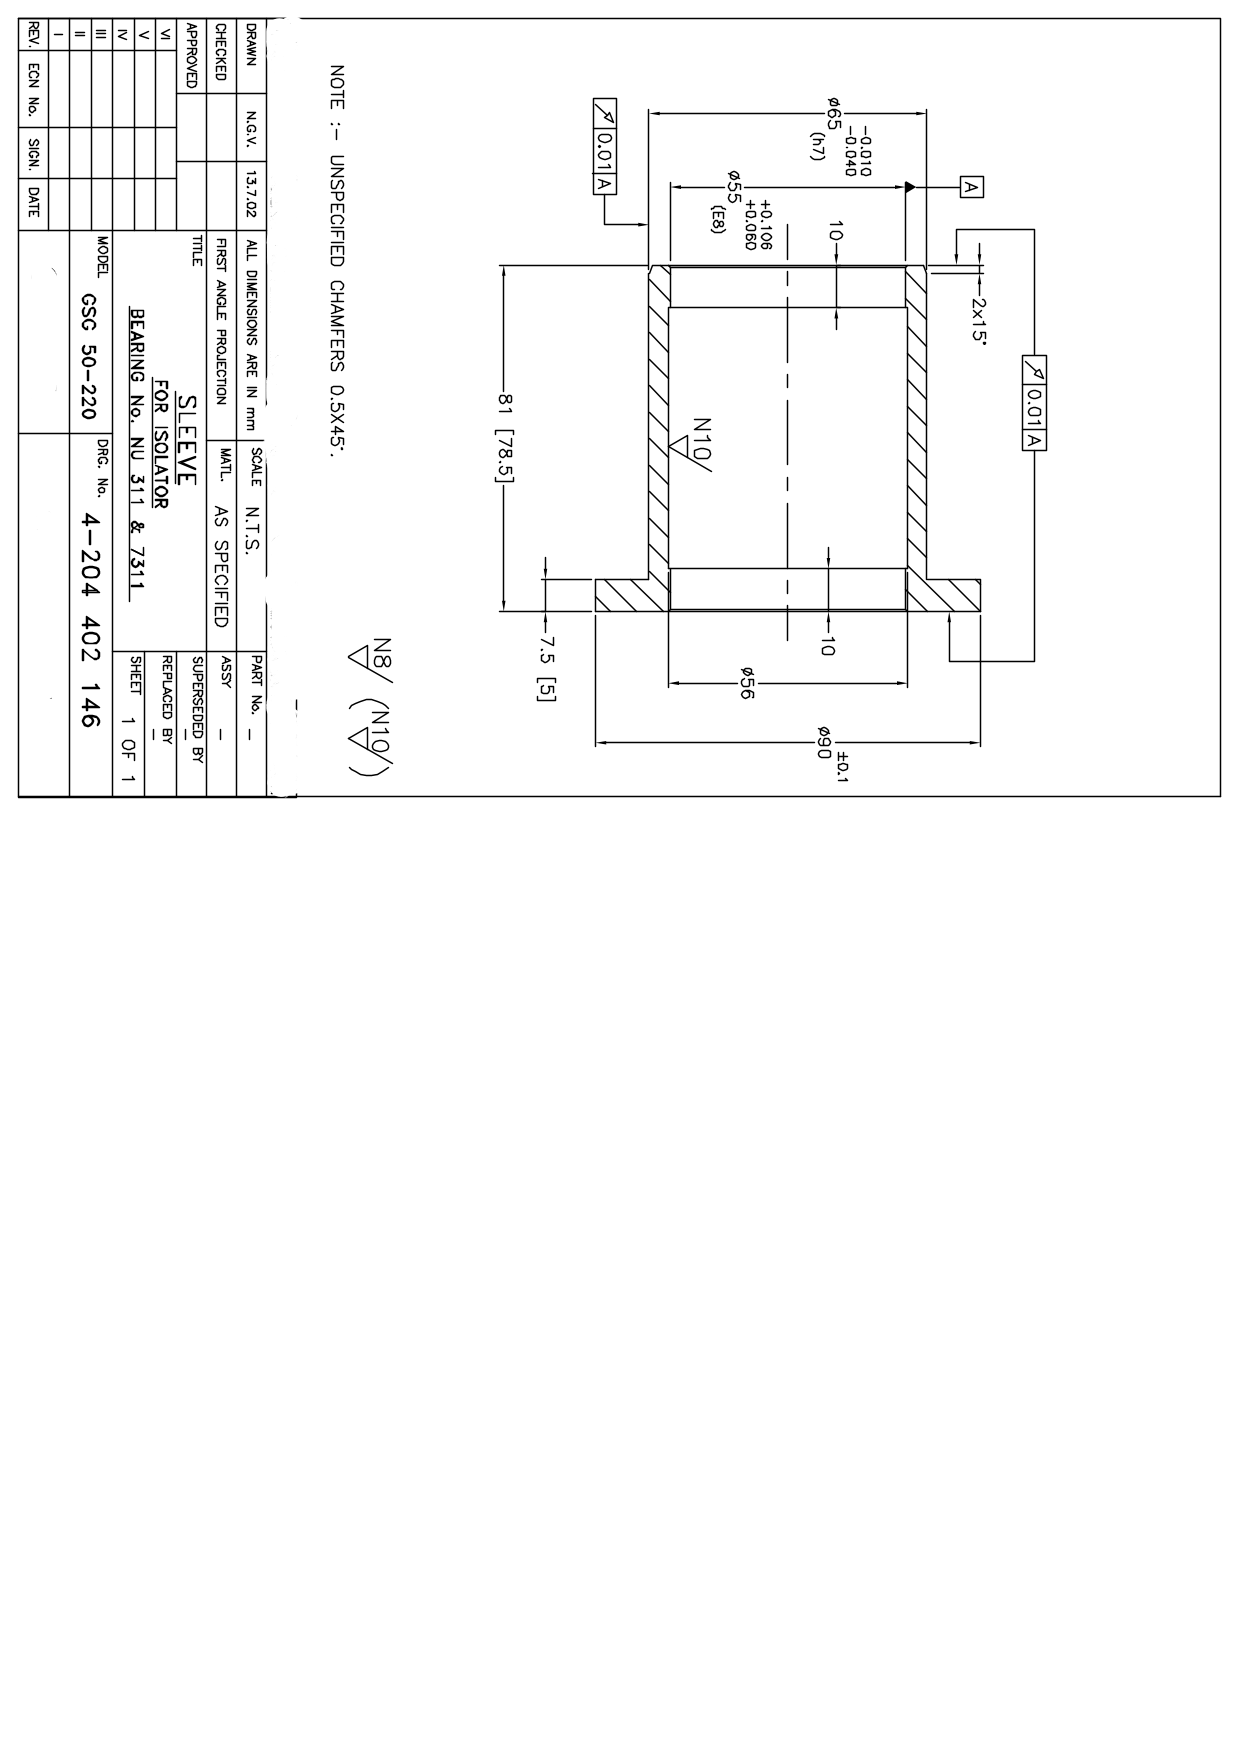 A
2x15°
0.01 A
Ø65 -0.010
-0.040
(h7)
Ø55 +0.106
+0.060
(E8)
10
10
Ø56
Ø90 ±0.1
0.01 A
N10
81 [78.5]
7.5 [5]
N8 (N10)
NOTE :- UNSPECIFIED CHAMFERS 0.5X45°.
DRAWN N.G.V. 13.7.02
CHECKED
APPROVED
VI
V
IV
III
II
I
REV. ECN No. SIGN. DATE
ALL DIMENSIONS ARE IN mm
FIRST ANGLE PROJECTION
SCALE N.T.S.
MATL. AS SPECIFIED
PART No. -
ASSY -
TITLE
SLEEVE
FOR ISOLATOR
BEARING No. NU 311 & 7311
SUPERSEDED BY
-
REPLACED BY
-
SHEET 1 OF 1
MODEL GSG 50-220
DRG. No. 4-204 402 146